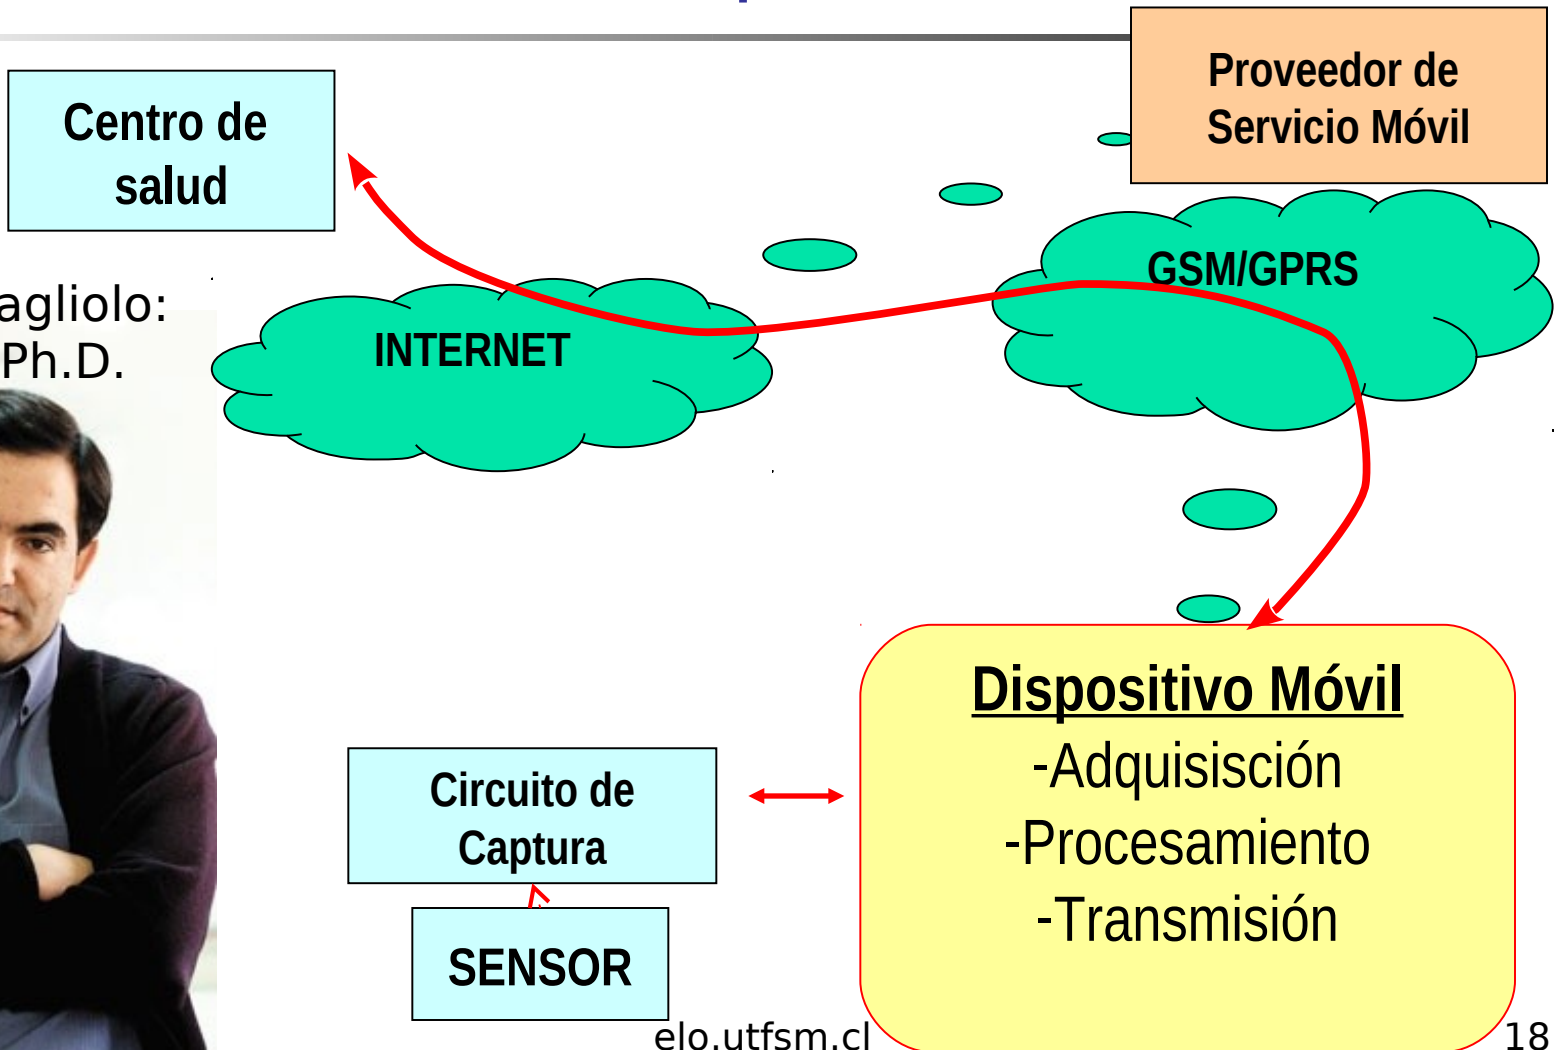 Proveedor de
Servicio Móvil
Centro de
salud
GSM/GPRS
INTERNET
agliolo:
Ph.D.
Dispositivo Móvil
-Adquisisción
-Procesamiento
-Transmisión
Circuito de
Captura
SENSOR
elo.utfsm.cl
18